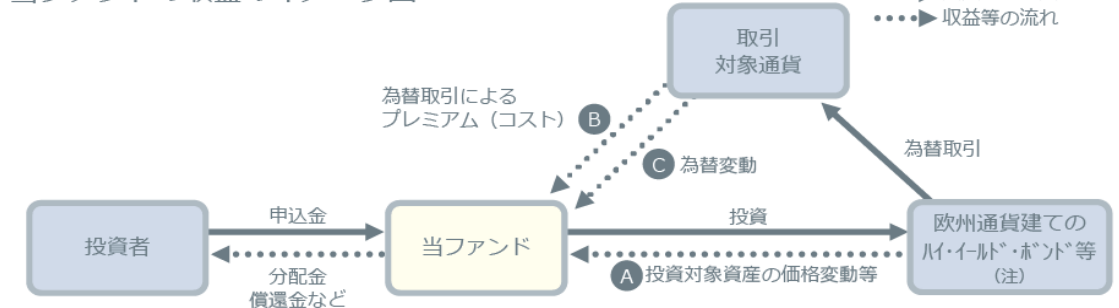 当ファンドの収益のイメージ図
収益等の流れ
取引
対象通貨
為替取引による
プレミアム（コスト） B
C 為替変動
為替取引
投資者
申込金
分配金
償還金など
当ファンド
投資
A 投資対象資産の価格変動等
欧州通貨建ての
ﾊｲ･ｲｰﾙﾄﾞ･ﾎﾞﾝﾄﾞ等
（注）